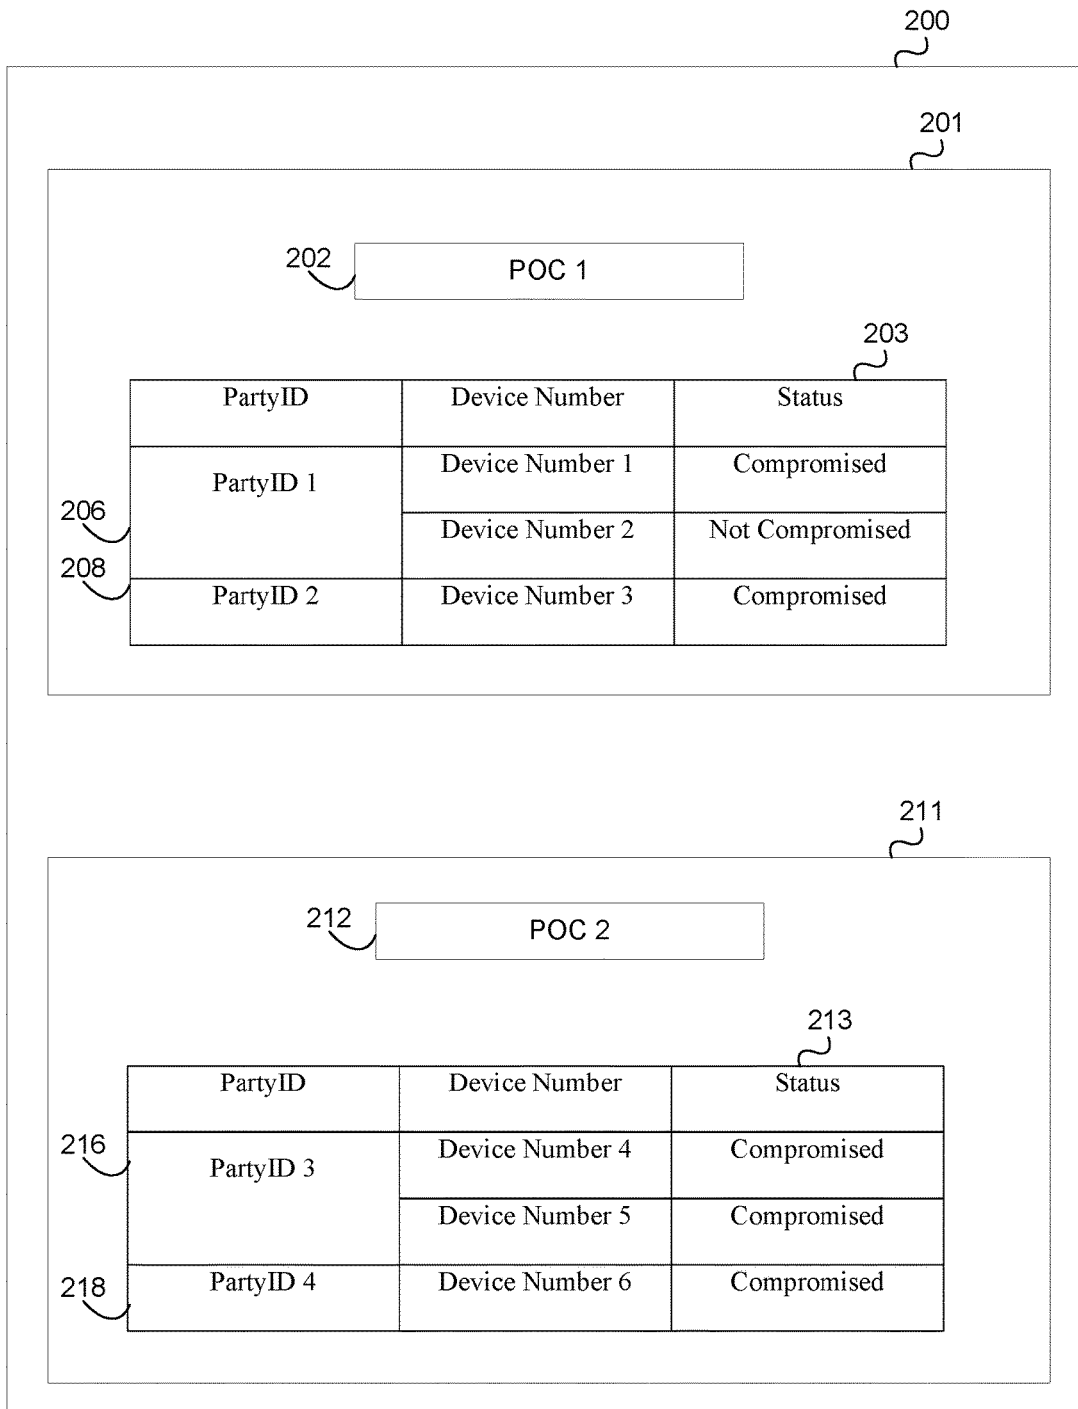 200
201
202
POC 1
203
PartyID Device Number Status
PartyID 1 Device Number 1 Compromised
206
Device Number 2 Not Compromised
208
PartyID 2 Device Number 3 Compromised
211
212
POC 2
213
PartyID Device Number Status
216
PartyID 3 Device Number 4 Compromised
Device Number 5 Compromised
218
PartyID 4 Device Number 6 Compromised